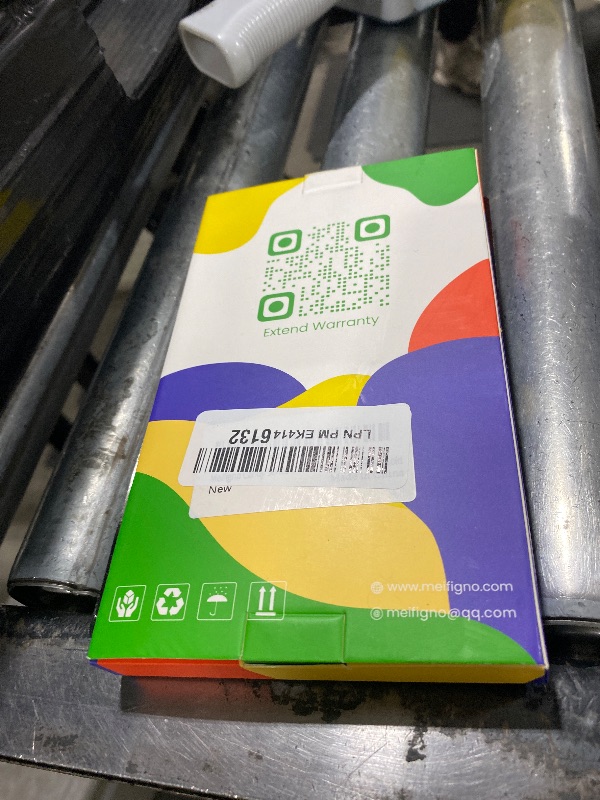 Extend Warranty
LPN PM EK4146132
New
www.meifigno.com
meifigno@qq.com